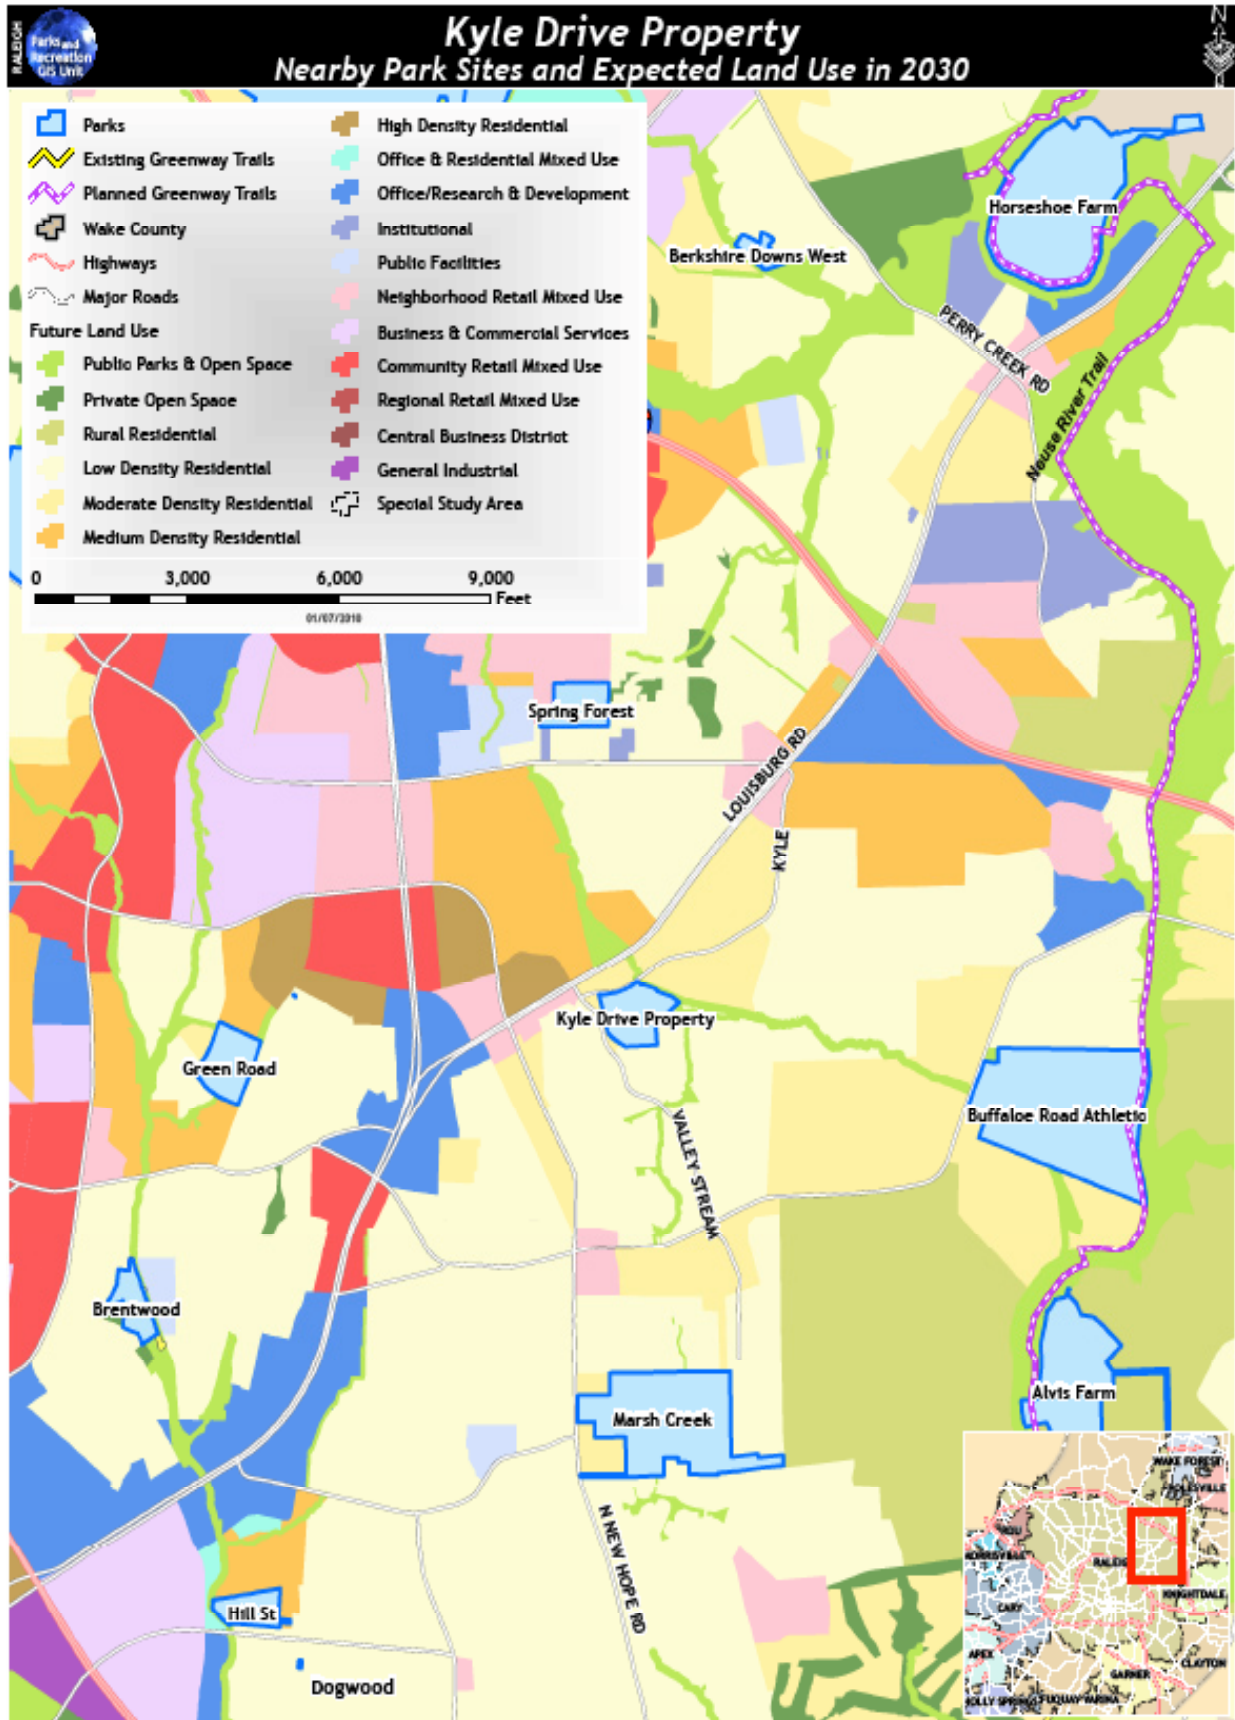 RALEIGH
Parks and
Recreation
GIS Unit
Kyle Drive Property
Nearby Park Sites and Expected Land Use in 2030
N
Parks
Existing Greenway Trails
Planned Greenway Trails
Wake County
Highways
Major Roads
Future Land Use
Public Parks & Open Space
Private Open Space
Rural Residential
Low Density Residential
Moderate Density Residential
Medium Density Residential
High Density Residential
Office & Residential Mixed Use
Office/Research & Development
Institutional
Public Facilities
Neighborhood Retail Mixed Use
Business & Commercial Services
Community Retail Mixed Use
Regional Retail Mixed Use
Central Business District
General Industrial
Special Study Area
0 3,000 6,000 9,000
Feet
01/07/2010
Horseshoe Farm
Berkshire Downs West
PERRY CREEK RD
Neuse River Trail
Spring Forest
LOUISBURG RD
KYLE
Kyle Drive Property
Green Road
Buffaloe Road Athletic
VALLEY STREAM
Brentwood
Alvis Farm
Marsh Creek
N NEW HOPE RD
Hill St
Dogwood
WAKE FOREST
ROLESVILLE
RDU
MORRISVILLE
RALEIGH
KNIGHTDALE
CARY
APEX
CLAYTON
GARNER
HOLLY SPRINGS
FUQUAY VARINA